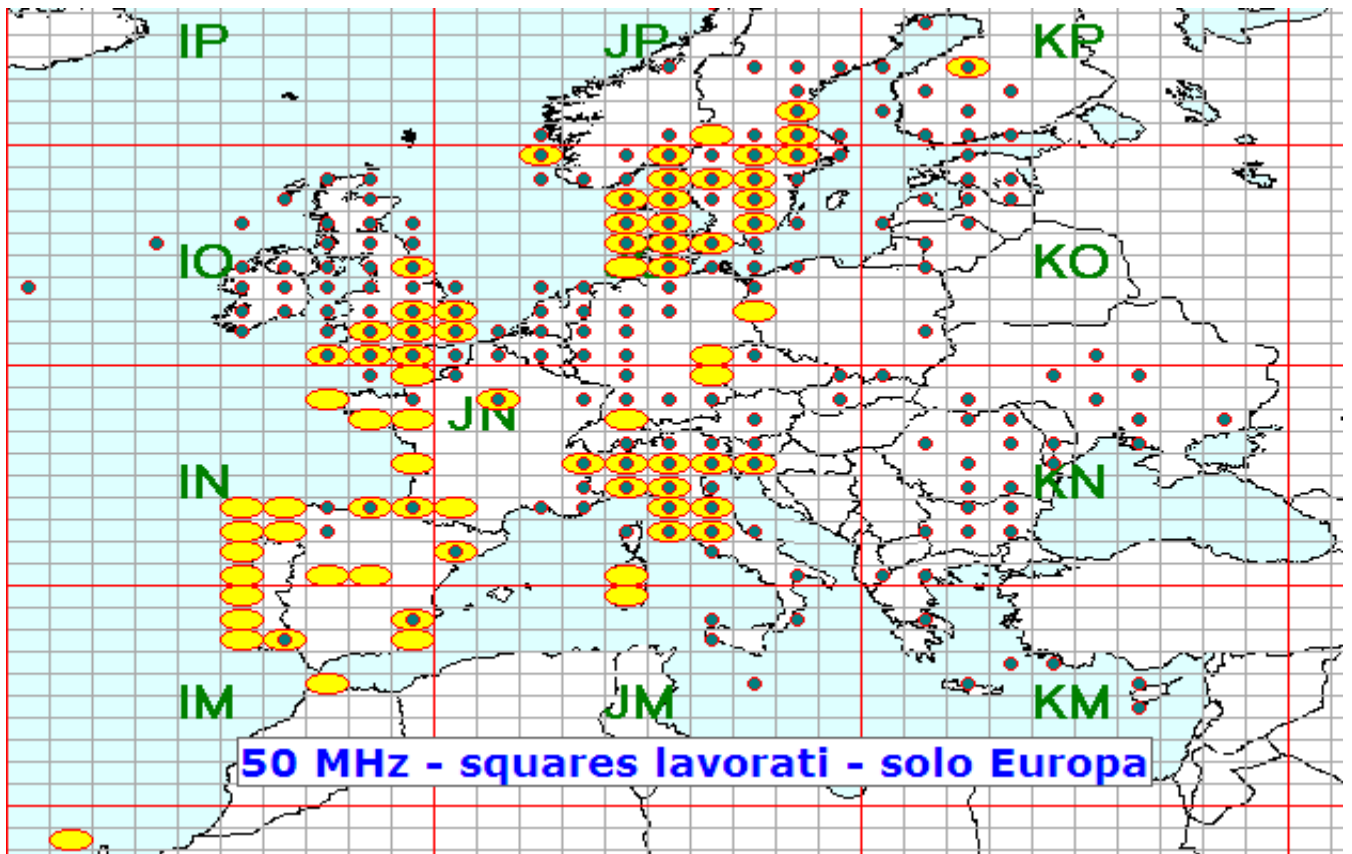 IP JP KP
IO KO
JN
IN KN
IM JM KM
50 MHz - squares lavorati - solo Europa